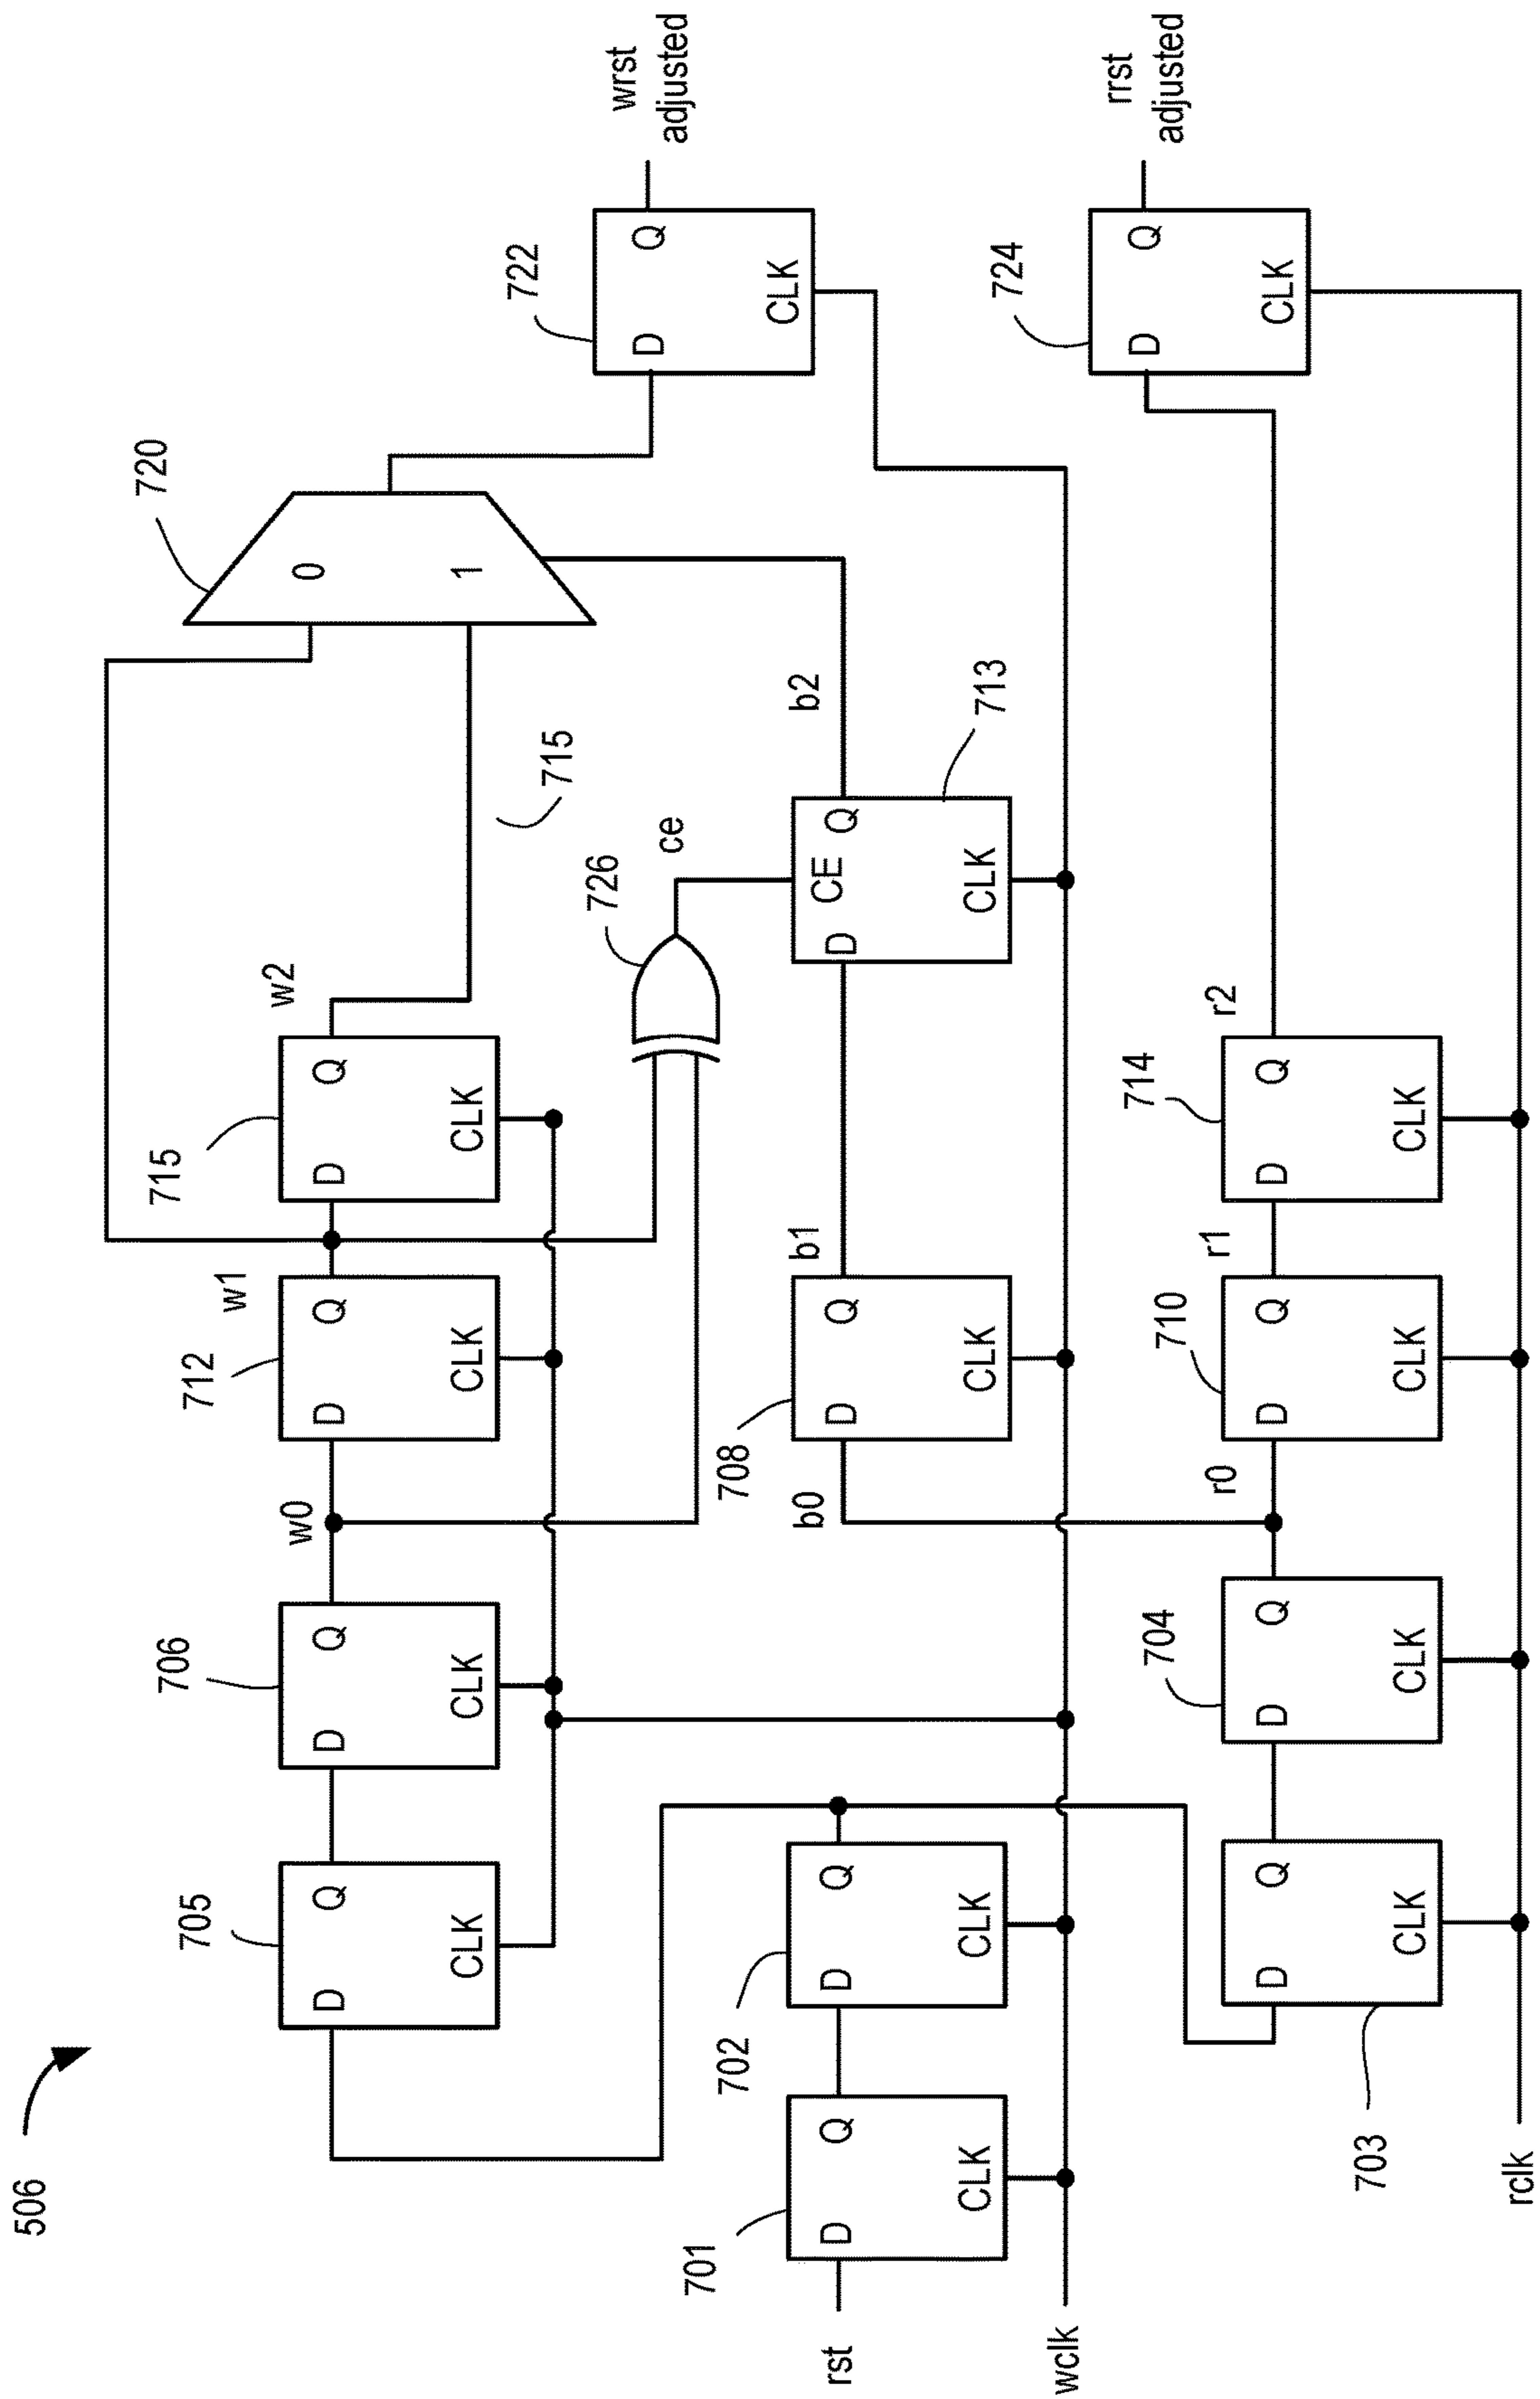 506
705
D
Q
CLK
706
D
Q
CLK
w0
712
D
Q
CLK
w1
715
D
Q
CLK
w2
715
720
0
1
722
D
Q
CLK
wrst
adjusted
726
ce
rst
701
D
Q
CLK
702
D
Q
CLK
b0
708
D
Q
CLK
b1
D
CE
Q
CLK
713
b2
wclk
703
D
Q
CLK
704
D
Q
CLK
r0
710
D
Q
CLK
r1
714
D
Q
CLK
r2
724
D
Q
CLK
rrst
adjusted
rclk